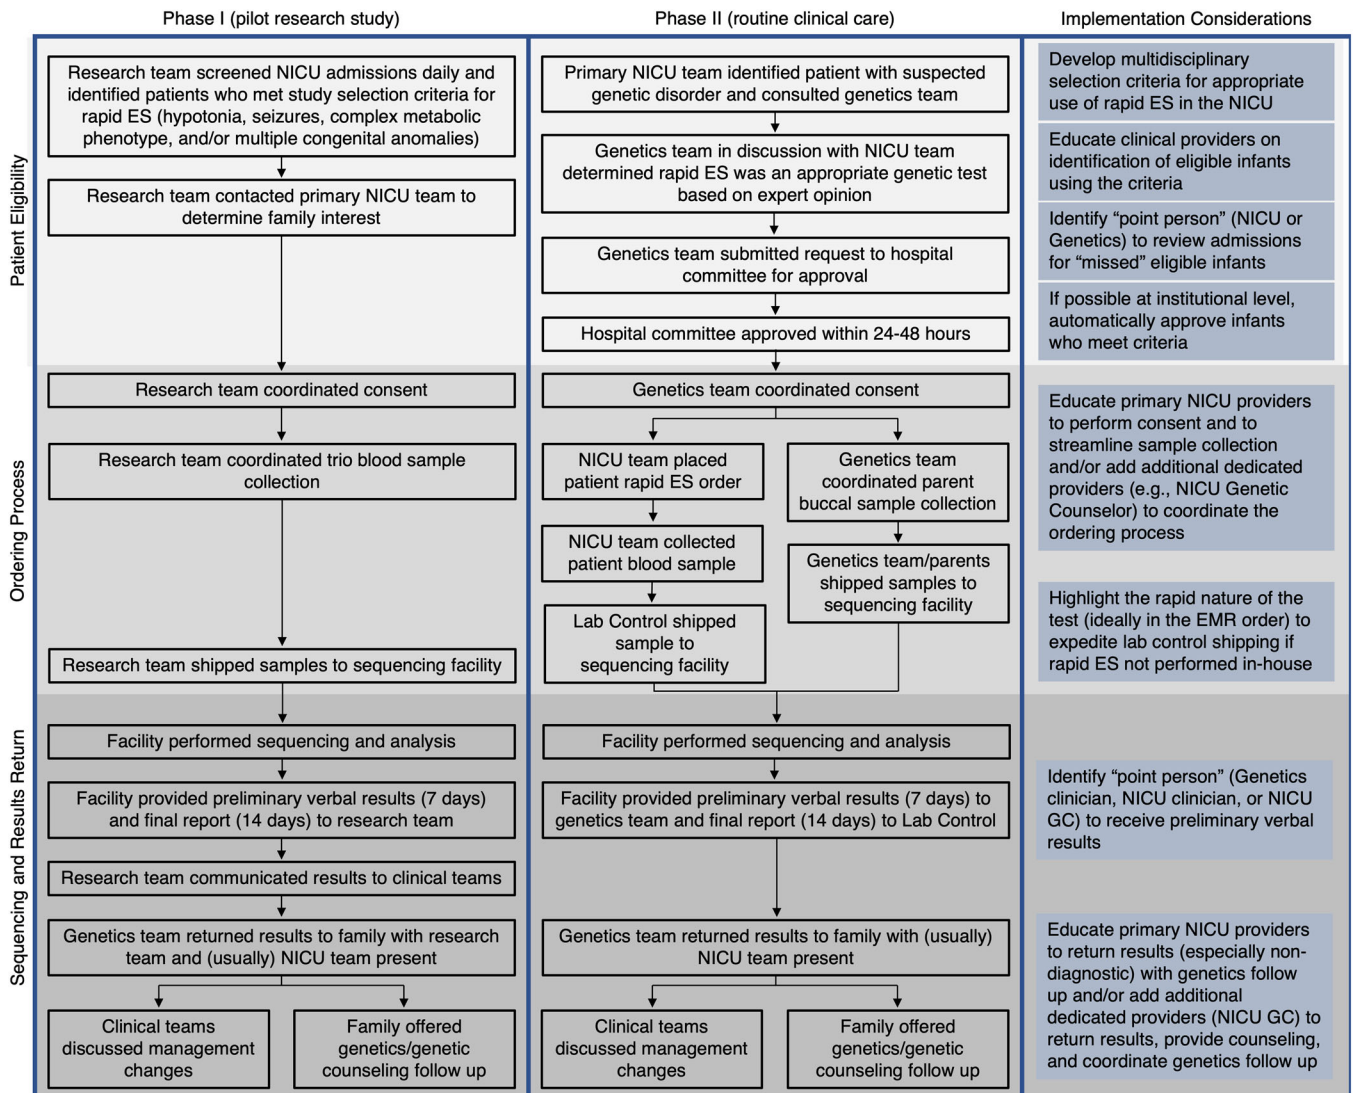 Phase I (pilot research study)
Phase II (routine clinical care)
Implementation Considerations
Patient Eligibility
Research team screened NICU admissions daily and
identified patients who met study selection criteria for
rapid ES (hypotonia, seizures, complex metabolic
phenotype, and/or multiple congenital anomalies)
Research team contacted primary NICU team to
determine family interest
Primary NICU team identified patient with suspected
genetic disorder and consulted genetics team
Genetics team in discussion with NICU team
determined rapid ES was an appropriate genetic test
based on expert opinion
Genetics team submitted request to hospital
committee for approval
Hospital committee approved within 24-48 hours
Develop multidisciplinary
selection criteria for appropriate
use of rapid ES in the NICU
Educate clinical providers on
identification of eligible infants
using the criteria
Identify “point person” (NICU or
Genetics) to review admissions
for “missed” eligible infants
If possible at institutional level,
automatically approve infants
who meet criteria
Ordering Process
Research team coordinated consent
Research team coordinated trio blood sample
collection
Research team shipped samples to sequencing facility
Genetics team coordinated consent
NICU team placed
patient rapid ES order
NICU team collected
patient blood sample
Lab Control shipped
sample to
sequencing facility
Genetics team
coordinated parent
buccal sample collection
Genetics team/parents
shipped samples to
sequencing facility
Educate primary NICU providers
to perform consent and to
streamline sample collection
and/or add additional dedicated
providers (e.g., NICU Genetic
Counselor) to coordinate the
ordering process
Highlight the rapid nature of the
test (ideally in the EMR order) to
expedite lab control shipping if
rapid ES not performed in-house
Sequencing and Results Return
Facility performed sequencing and analysis
Facility provided preliminary verbal results (7 days)
and final report (14 days) to research team
Research team communicated results to clinical teams
Genetics team returned results to family with research
team and (usually) NICU team present
Clinical teams
discussed management
changes
Family offered
genetics/genetic
counseling follow up
Facility performed sequencing and analysis
Facility provided preliminary verbal results (7 days) to
genetics team and final report (14 days) to Lab Control
Genetics team returned results to family with (usually)
NICU team present
Clinical teams
discussed management
changes
Family offered
genetics/genetic
counseling follow up
Identify “point person” (Genetics
clinician, NICU clinician, or NICU
GC) to receive preliminary verbal
results
Educate primary NICU providers
to return results (especially non-
diagnostic) with genetics follow
up and/or add additional
dedicated providers (NICU GC) to
return results, provide counseling,
and coordinate genetics follow up